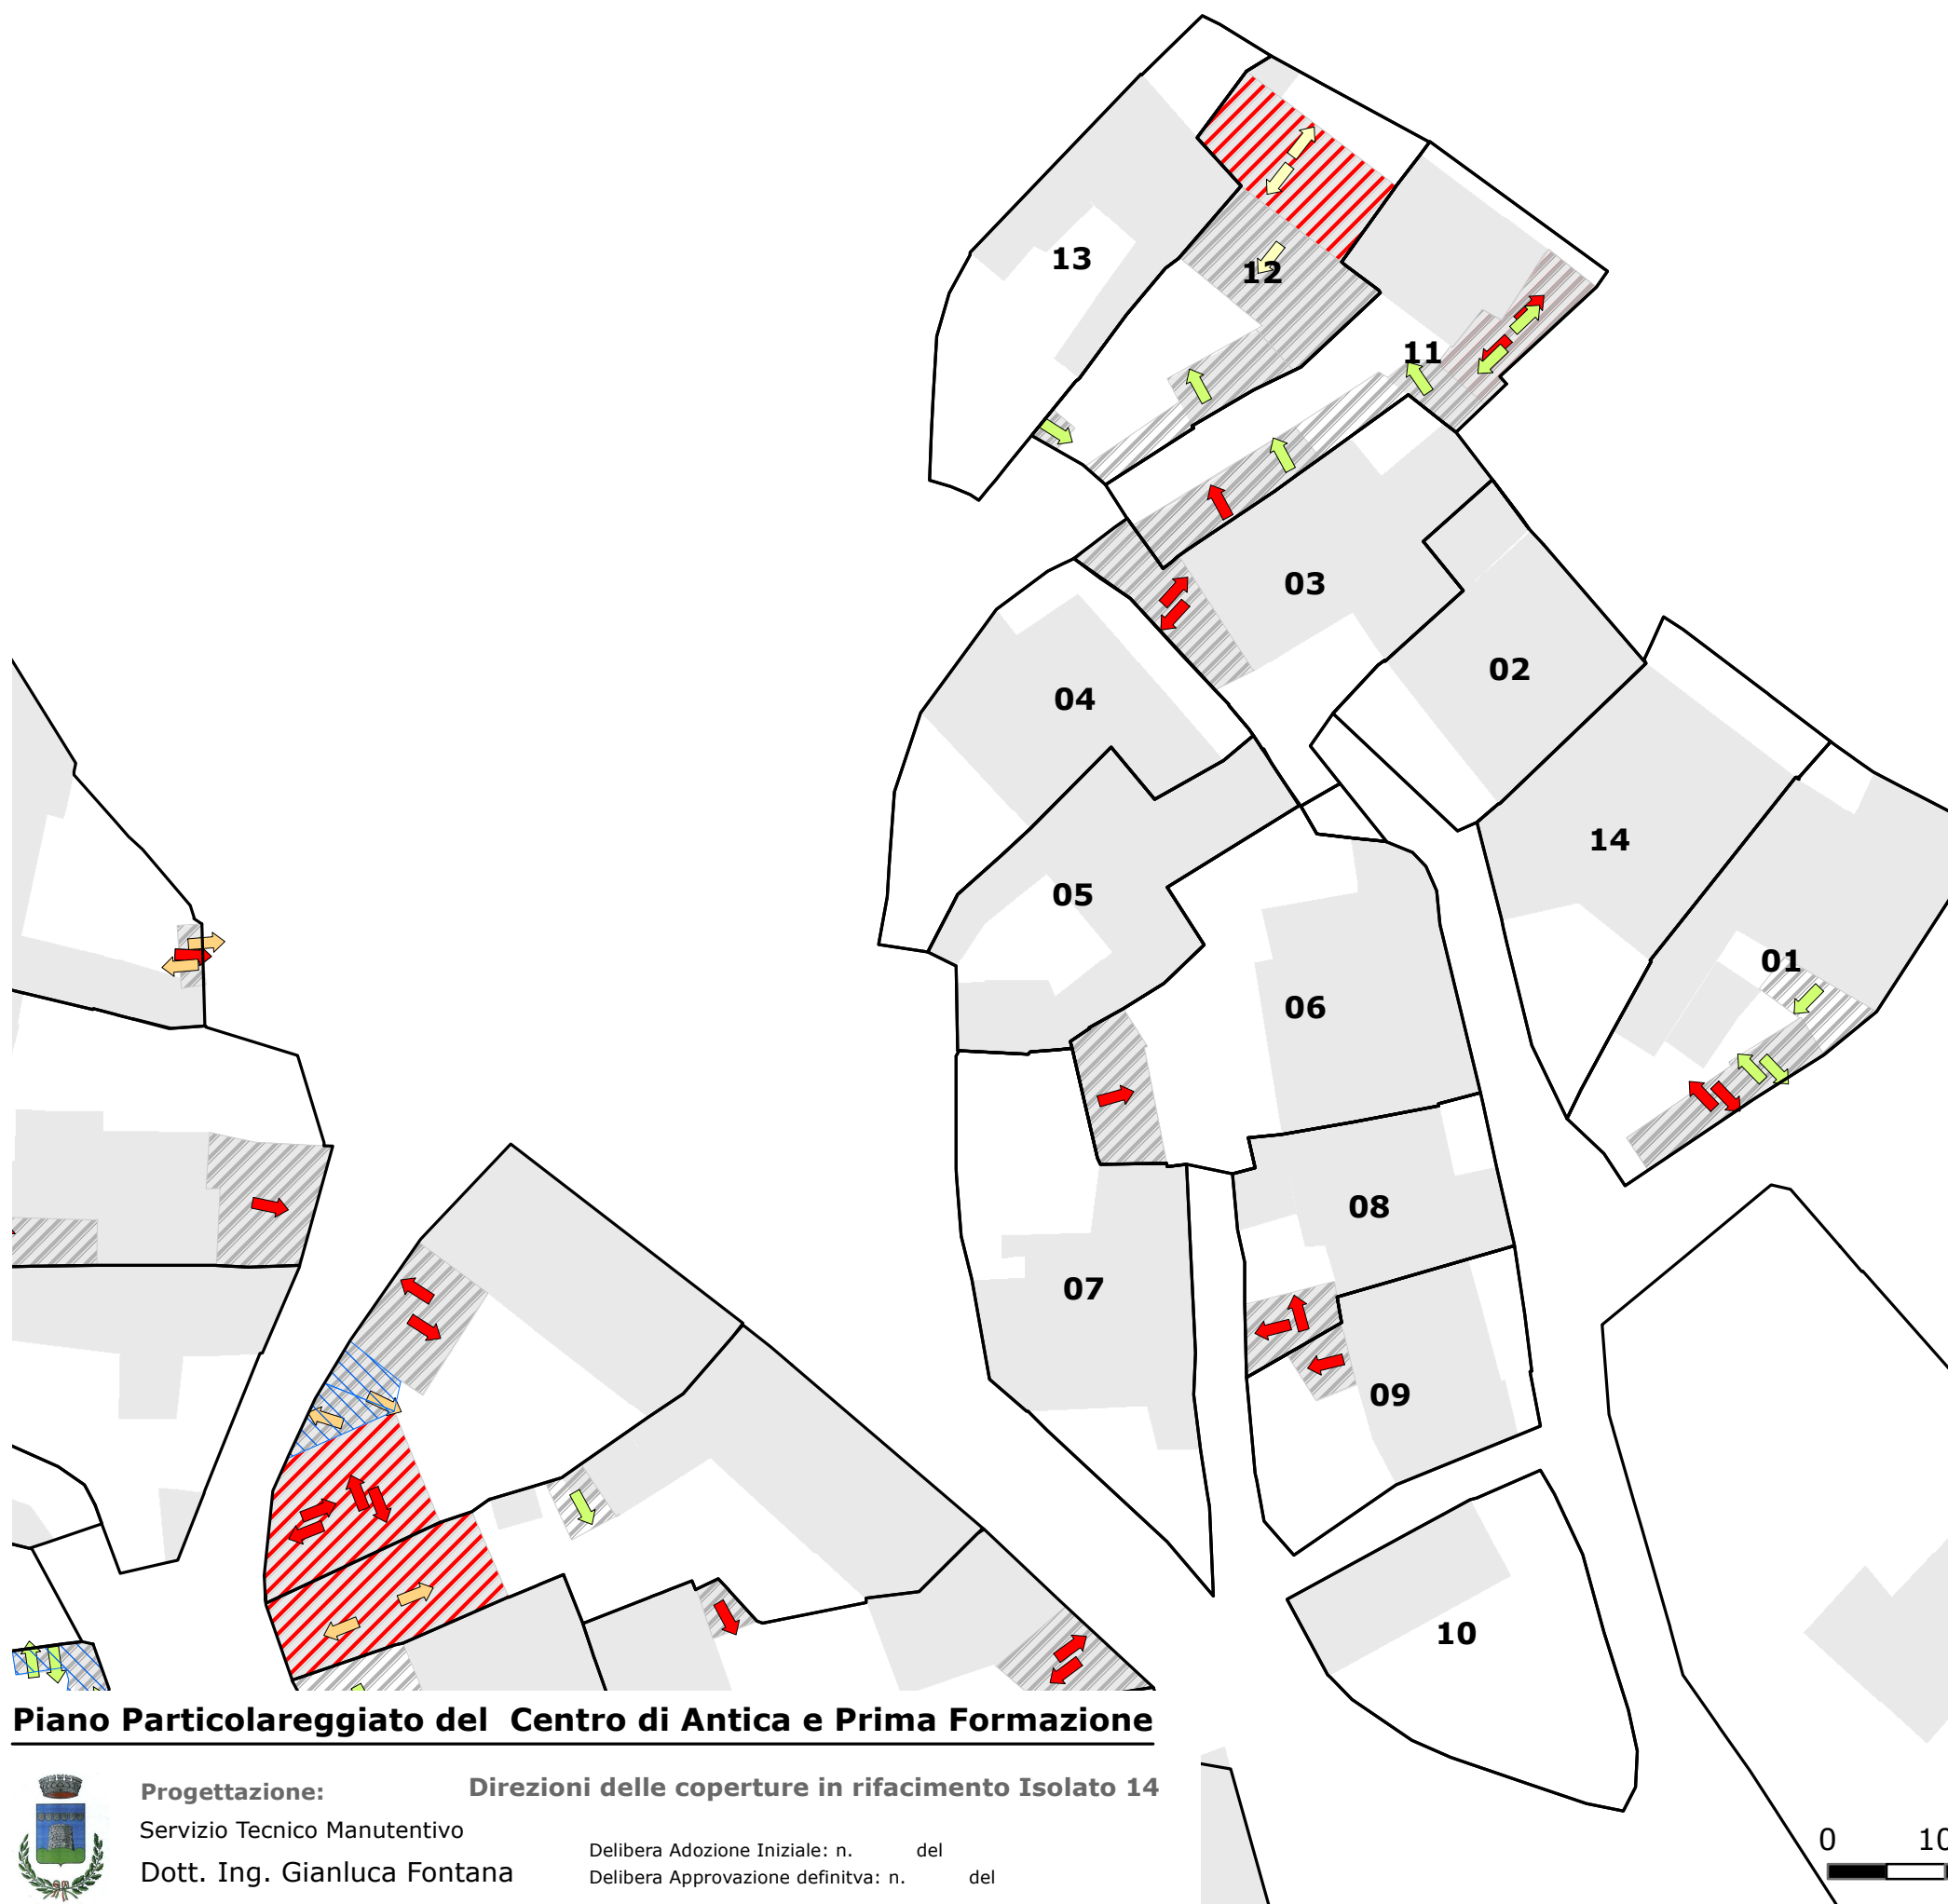 13
12
11
03
02
04
14
05
01
06
08
07
09
10
Piano Particolareggiato del Centro di Antica e Prima Formazione
Progettazione:
Direzioni delle coperture in rifacimento Isolato 14
Servizio Tecnico Manutentivo
Dott. Ing. Gianluca Fontana
Delibera Adozione Iniziale: n. del
Delibera Approvazione definitva: n. del
0 10